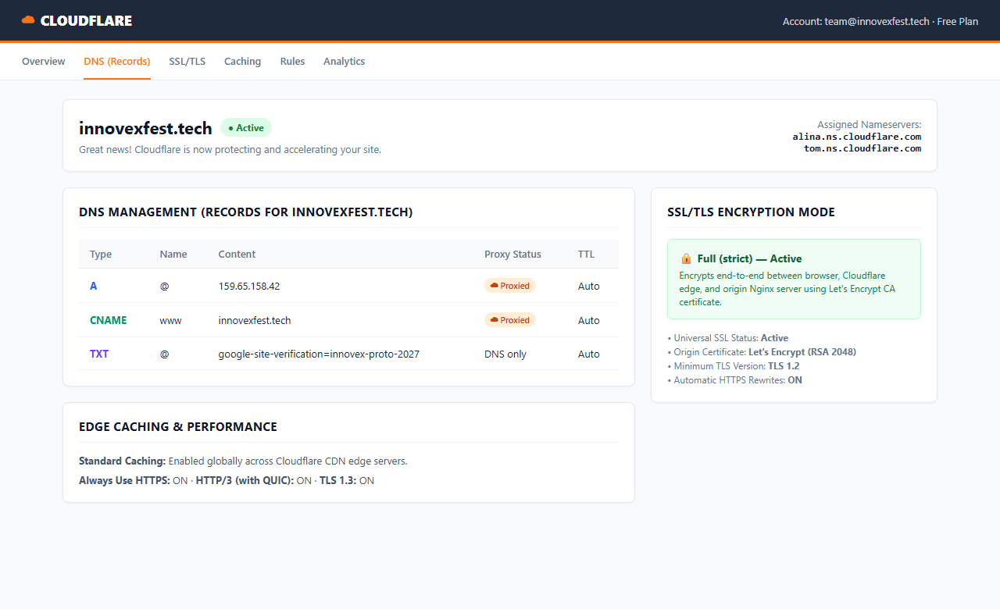 CLOUDFLARE
Account: team@innovexfest.tech · Free Plan
Overview DNS (Records) SSL/TLS Caching Rules Analytics
innovexfest.tech ● Active
Great news! Cloudflare is now protecting and accelerating your site.
Assigned Nameservers:
alina.ns.cloudflare.com
tom.ns.cloudflare.com
DNS MANAGEMENT (RECORDS FOR INNOVEXFEST.TECH)
Type Name Content Proxy Status TTL
A @ 159.65.158.42 Proxied Auto
CNAME www innovexfest.tech Proxied Auto
TXT @ google-site-verification=innovex-proto-2027 DNS only Auto
SSL/TLS ENCRYPTION MODE
Full (strict) — Active
Encrypts end-to-end between browser, Cloudflare
edge, and origin Nginx server using Let's Encrypt CA
certificate.
• Universal SSL Status: Active
• Origin Certificate: Let's Encrypt (RSA 2048)
• Minimum TLS Version: TLS 1.2
• Automatic HTTPS Rewrites: ON
EDGE CACHING & PERFORMANCE
Standard Caching: Enabled globally across Cloudflare CDN edge servers.
Always Use HTTPS: ON · HTTP/3 (with QUIC): ON · TLS 1.3: ON